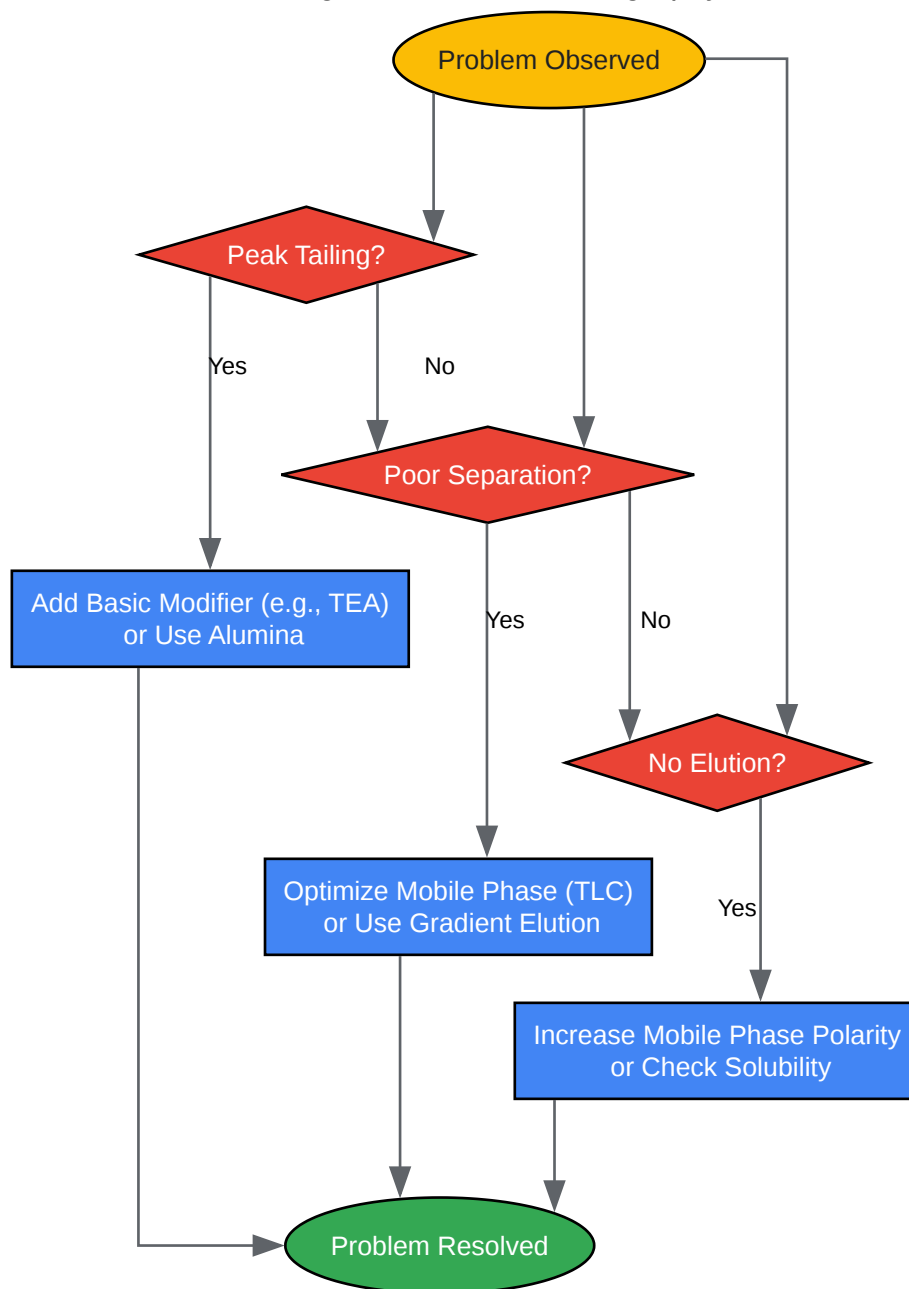 Problem Observed
Peak Tailing?
Yes
No
Poor Separation?
Add Basic Modifier (e.g., TEA)
or Use Alumina
Yes
No
No Elution?
Optimize Mobile Phase (TLC)
or Use Gradient Elution
Yes
Increase Mobile Phase Polarity
or Check Solubility
Problem Resolved